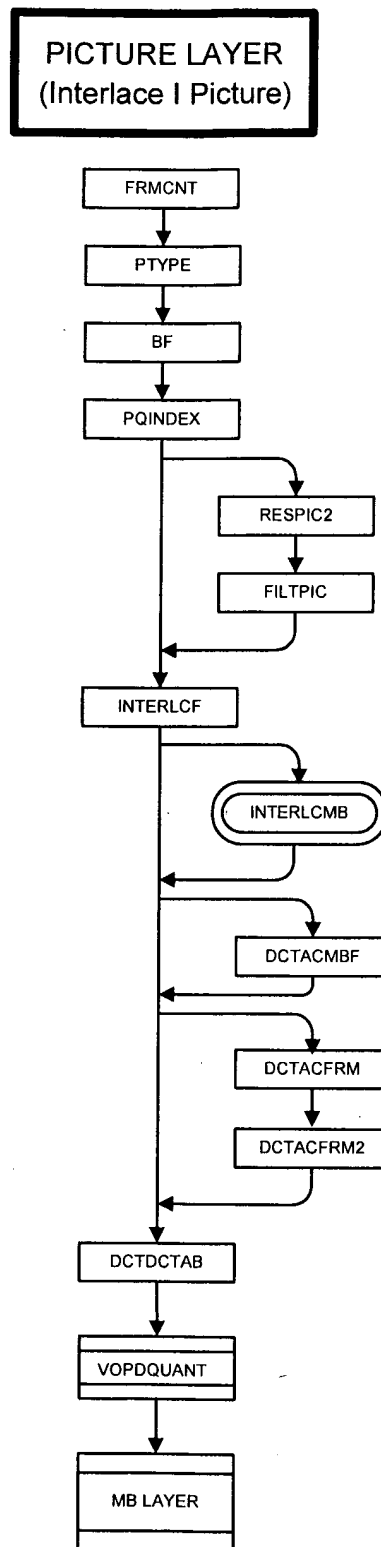 PICTURE LAYER
(Interlace I Picture)
FRMCNT
PTYPE
BF
PQINDEX
RESPIC2
FILTPIC
INTERLCF
INTERLCMB
DCTACMBF
DCTACFRM
DCTACFRM2
DCTDCTAB
VOPDQUANT
MB LAYER